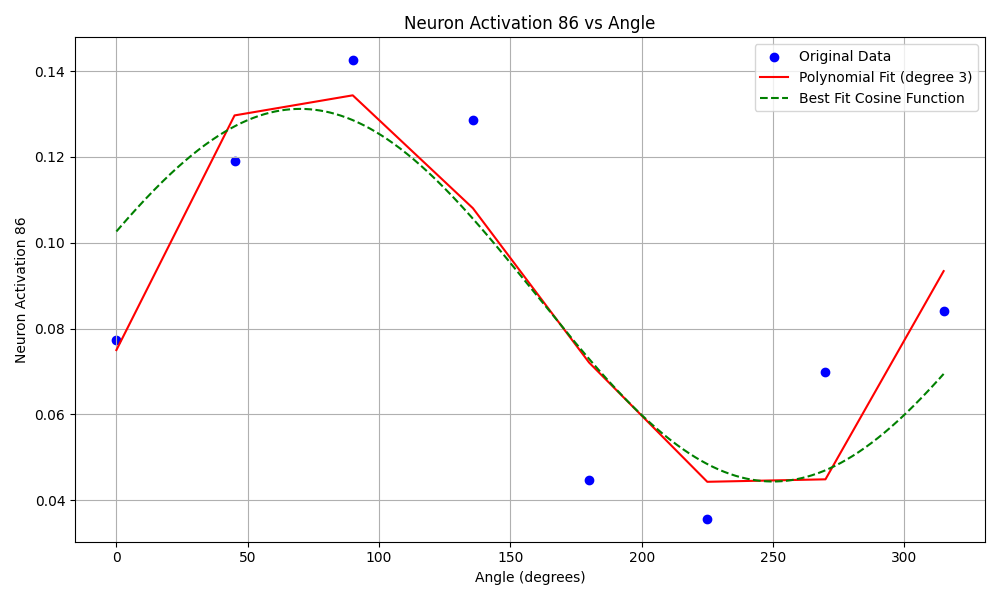 Neuron Activation 86 vs Angle
Original Data
Polynomial Fit (degree 3)
Best Fit Cosine Function
Neuron Activation 86
0.14
0.12
0.10
0.08
0.06
0.04
0 50 100 150 200 250 300
Angle (degrees)